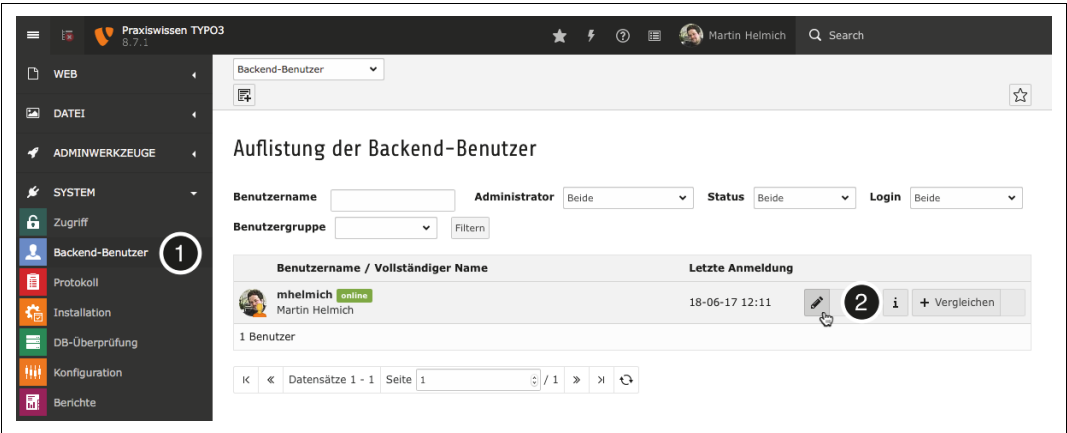 Praxiswissen TYPO3
8.7.1
Martin Helmich
Search
WEB
DATEI
ADMINWERKZEUGE
SYSTEM
Zugriff
Backend-Benutzer
1
Protokoll
Installation
DB-Überprüfung
Konfiguration
Berichte
Backend-Benutzer
Auflistung der Backend-Benutzer
Benutzername Administrator Beide Status Beide Login Beide
Benutzergruppe Filtern
Benutzername / Vollständiger Name Letzte Anmeldung
mhelmich online
Martin Helmich
18-06-17 12:11 2 i + Vergleichen
1 Benutzer
Datensätze 1 - 1 Seite 1 / 1